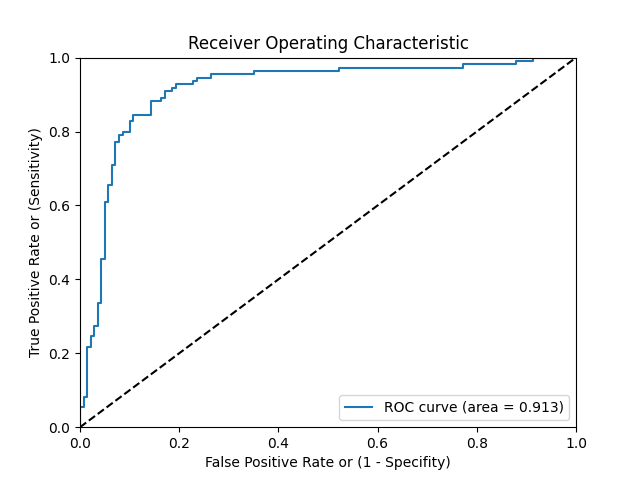 Receiver Operating Characteristic
1.0
0.8
0.6
0.4
0.2
0.0
True Positive Rate or (Sensitivity)
ROC curve (area = 0.913)
0.0 0.2 0.4 0.6 0.8 1.0
False Positive Rate or (1 - Specifity)